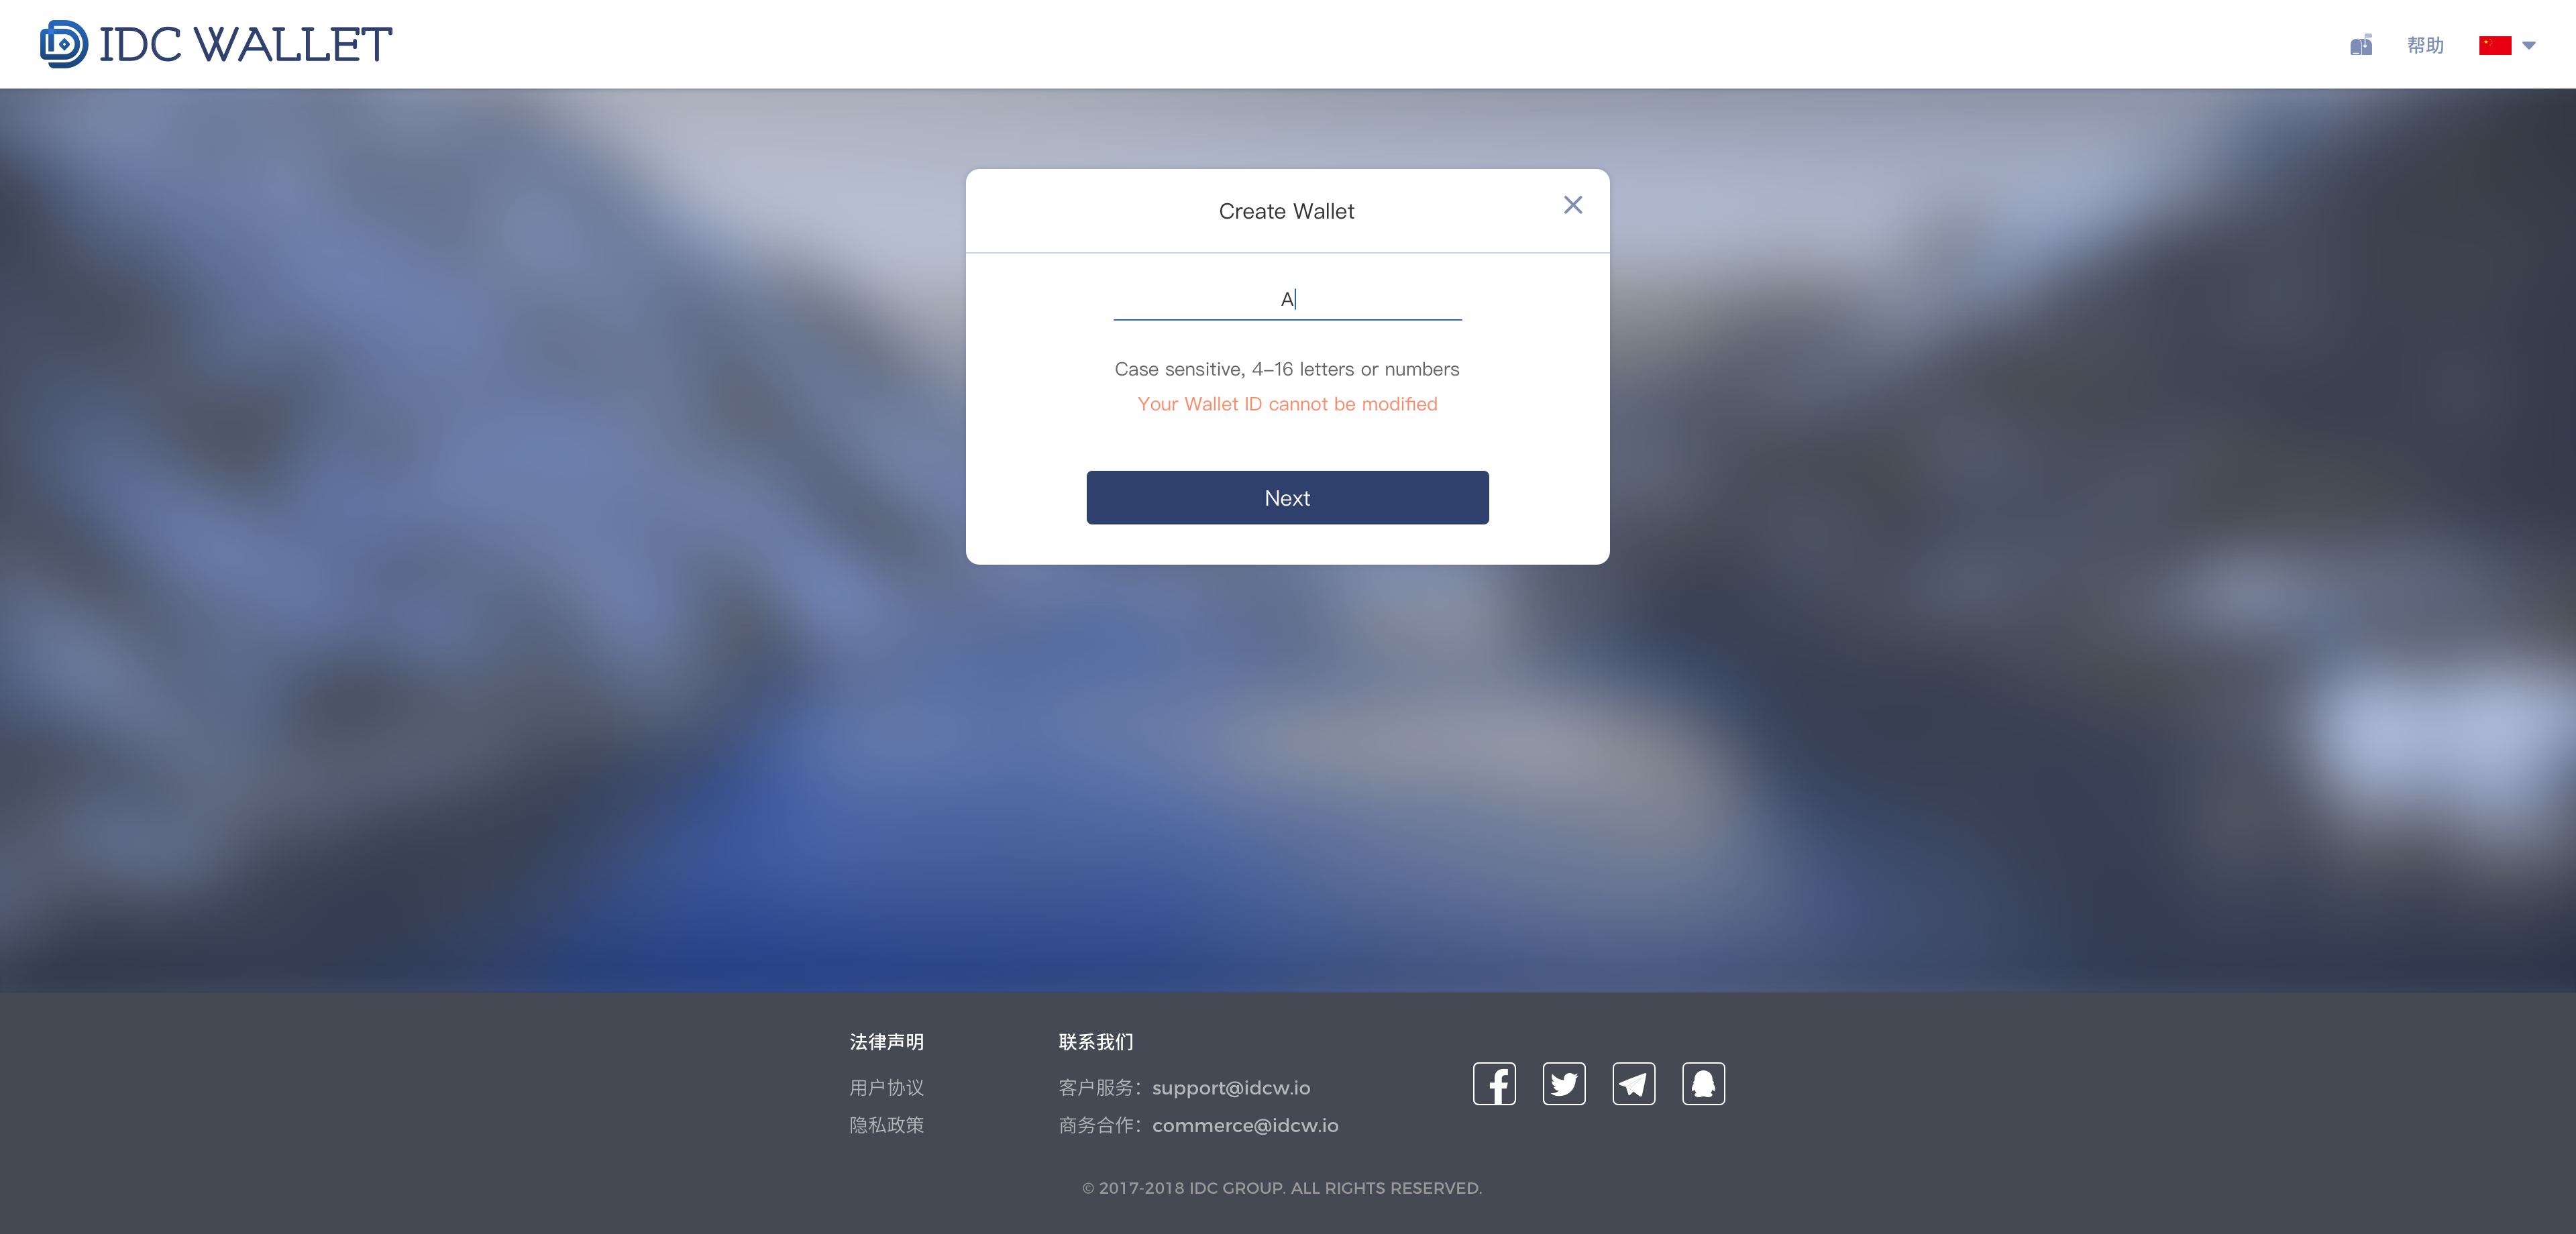 IDC WALLET
帮助
Create Wallet
A
Case sensitive, 4–16 letters or numbers
Your Wallet ID cannot be modified
Next
法律声明
用户协议
隐私政策
联系我们
客户服务：support@idcw.io
商务合作：commerce@idcw.io
© 2017-2018 IDC GROUP. ALL RIGHTS RESERVED.